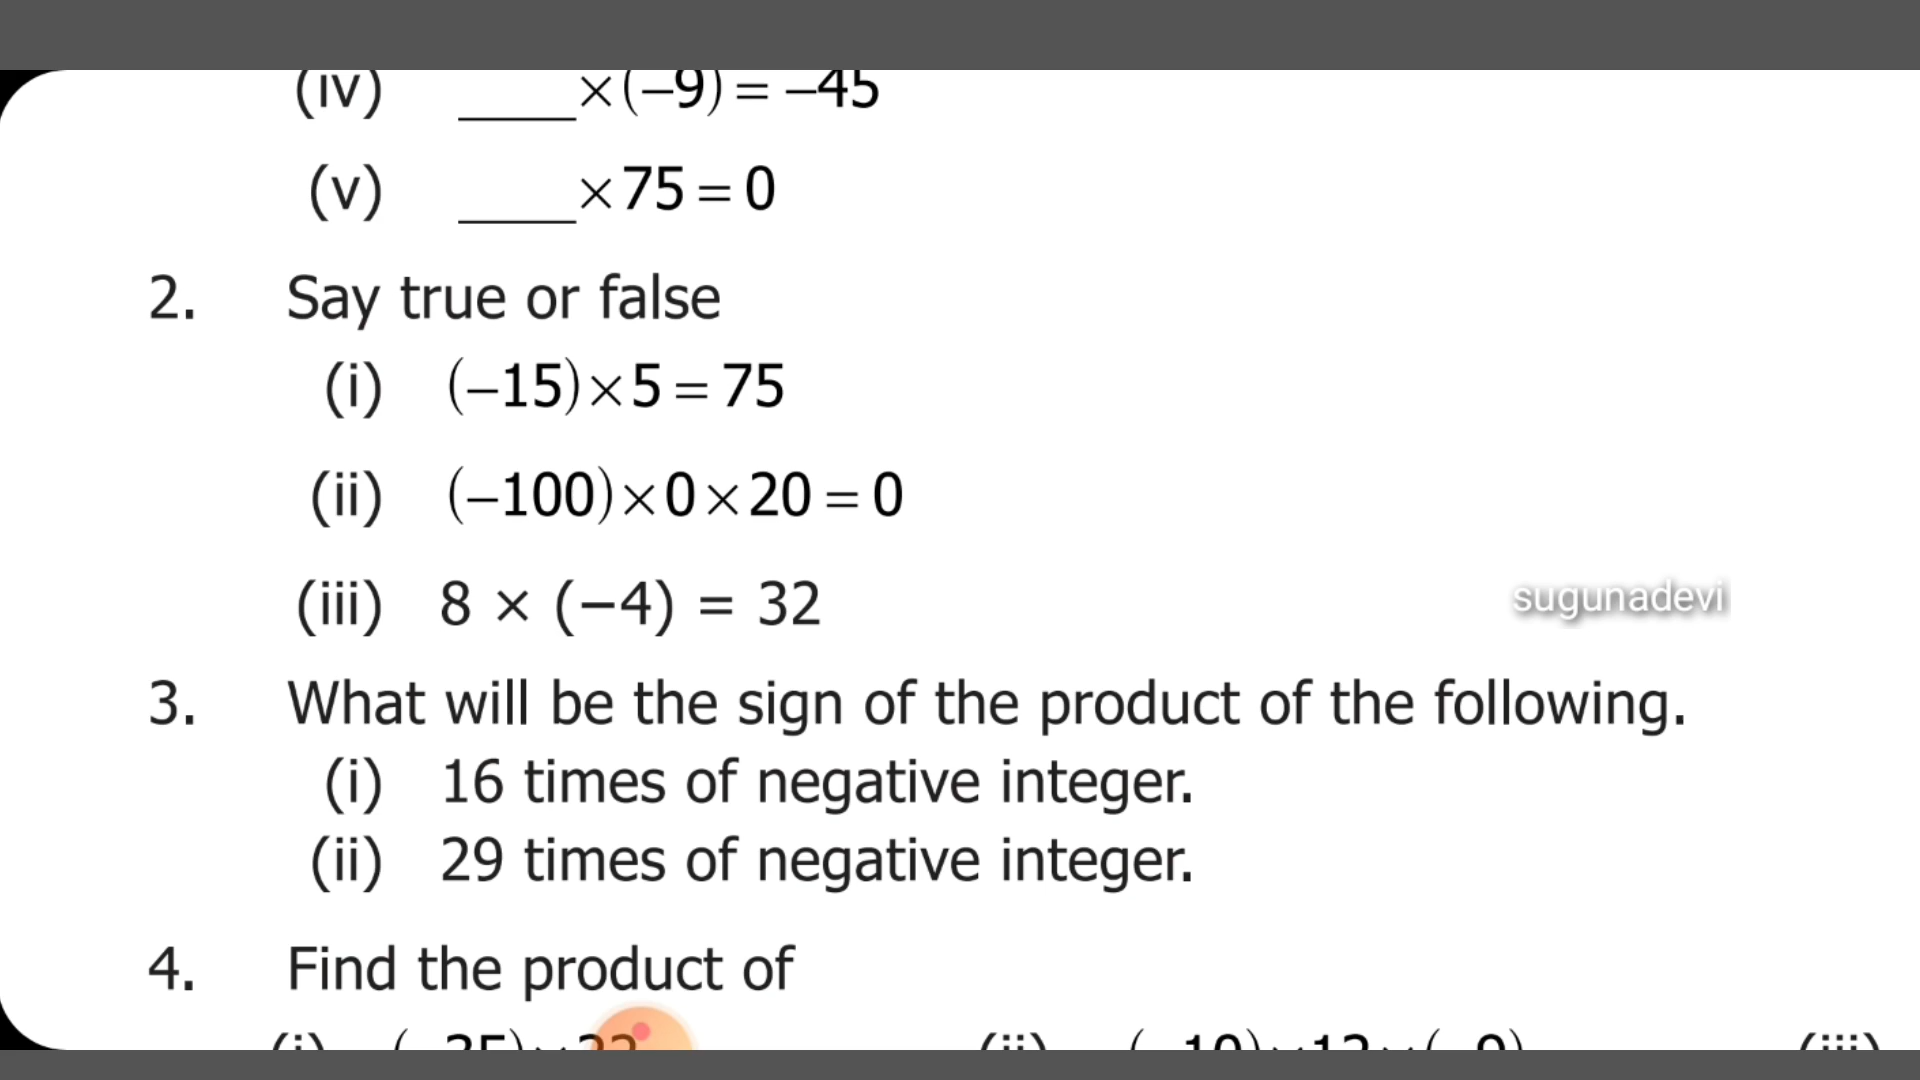 (iv) ____×(–9) = –45
(v) ____×75 = 0
2. Say true or false
(i) (–15)×5 = 75
(ii) (–100)×0×20 = 0
(iii) 8 × (–4) = 32
sugunadevi
3. What will be the sign of the product of the following.
(i) 16 times of negative integer.
(ii) 29 times of negative integer.
4. Find the product of
(i) (ii) (iii)